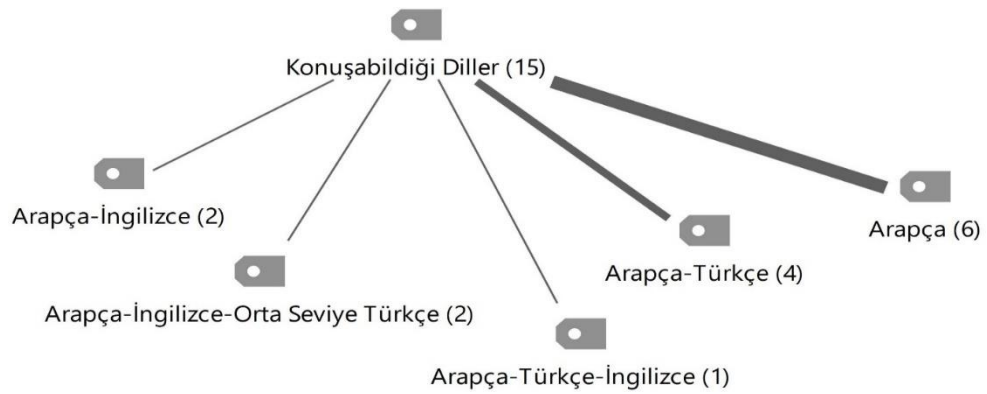 Konuşabildiği Diller (15)
Arapça-İngilizce (2)
Arapça (6)
Arapça-Türkçe (4)
Arapça-İngilizce-Orta Seviye Türkçe (2)
Arapça-Türkçe-İngilizce (1)